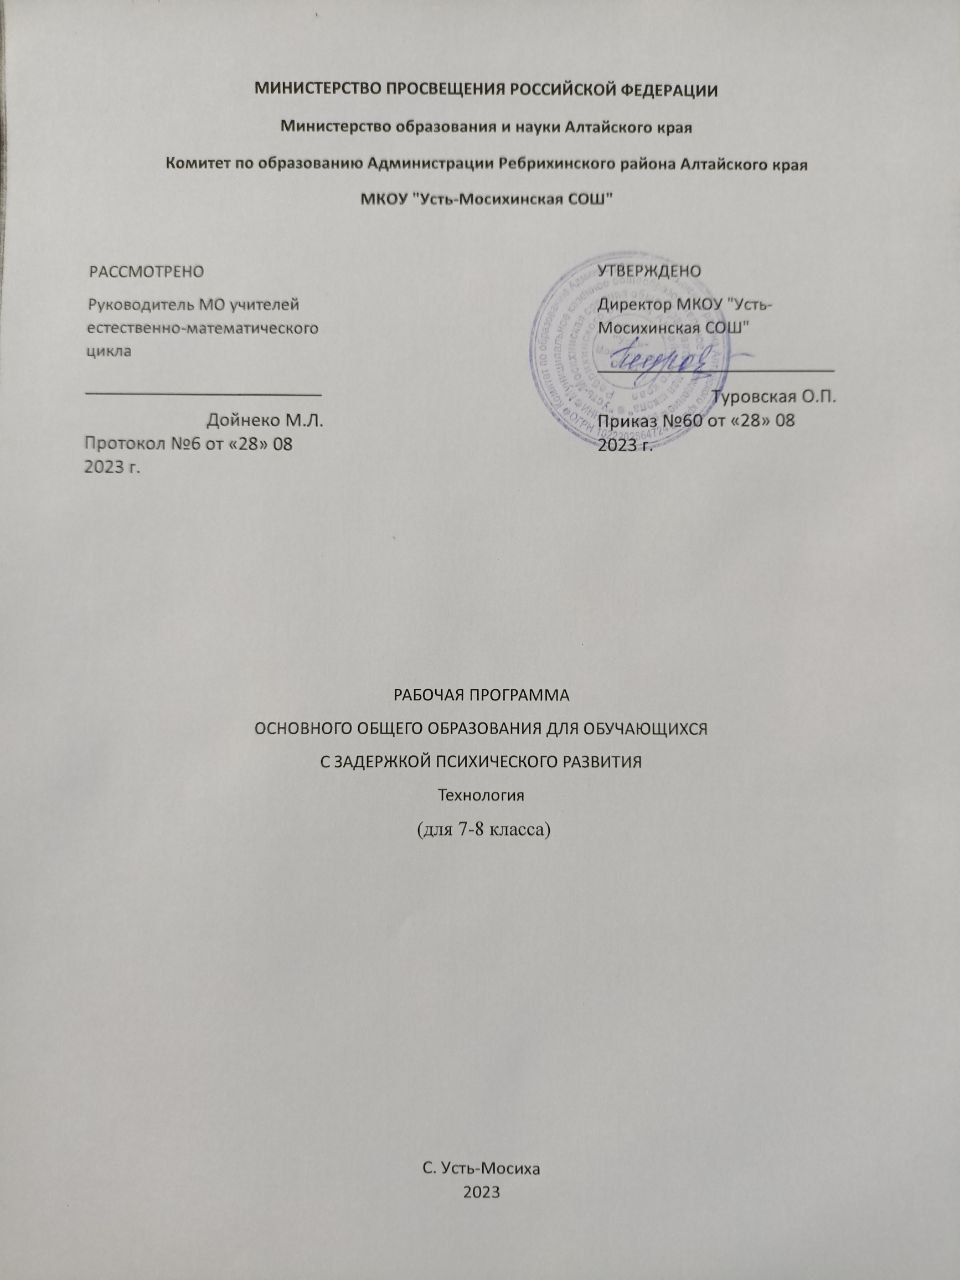 МИНИСТЕРСТВО ПРОСВЕЩЕНИЯ РОССИЙСКОЙ ФЕДЕРАЦИИ
Министерство образования и науки Алтайского края
Комитет по образованию Администрации Ребрихинского района Алтайского края
МКОУ "Усть-Мосихинская СОШ"
РАССМОТРЕНО
Руководитель МО учителей
естественно-математического
цикла
Дойнеко М.Л.
Протокол №6 от «28» 08
2023 г.
УТВЕРЖДЕНО
Директор МКОУ "Усть-
Мосихинская СОШ"
Туровская О.П.
Приказ №60 от «28» 08
2023 г.
РАБОЧАЯ ПРОГРАММА
ОСНОВНОГО ОБЩЕГО ОБРАЗОВАНИЯ ДЛЯ ОБУЧАЮЩИХСЯ
С ЗАДЕРЖКОЙ ПСИХИЧЕСКОГО РАЗВИТИЯ
Технология
(для 7-8 класса)
С. Усть-Мосиха
2023